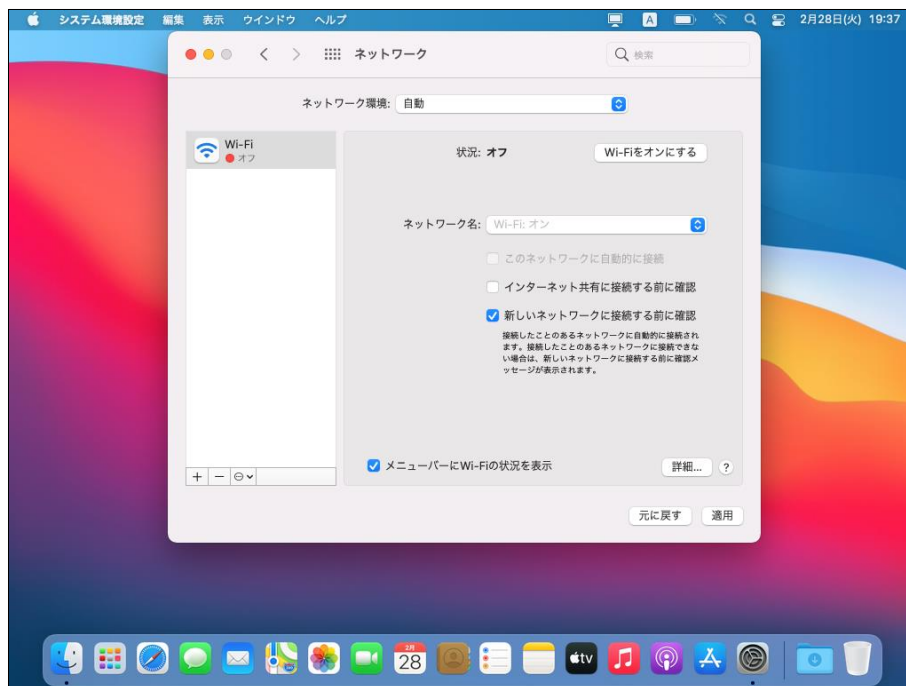 システム環境設定 編集 表示 ウインドウ ヘルプ A 2月28日(火) 19:37
ネットワーク 検索
ネットワーク環境: 自動
Wi-Fi
オフ
状況: オフ Wi-Fiをオンにする
ネットワーク名: Wi-Fi: オン
このネットワークに自動的に接続
インターネット共有に接続する前に確認
新しいネットワークに接続する前に確認
接続したことのあるネットワークに自動的に接続され
ます。接続したことのあるネットワークに接続できな
い場合は、新しいネットワークに接続する前に確認メ
ッセージが表示されます。
メニューバーにWi-Fiの状況を表示 詳細... ?
元に戻す 適用
2月
28
tv